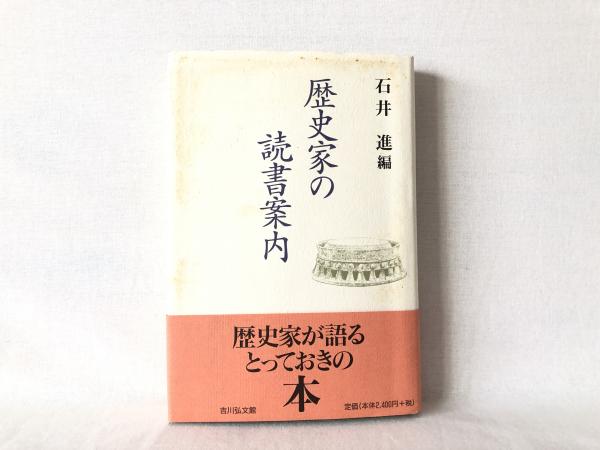 石井 進編
歴史家の
読書案内
歴史家が語る
とっておきの
本
吉川弘文館
定価(本体2,400円+税)